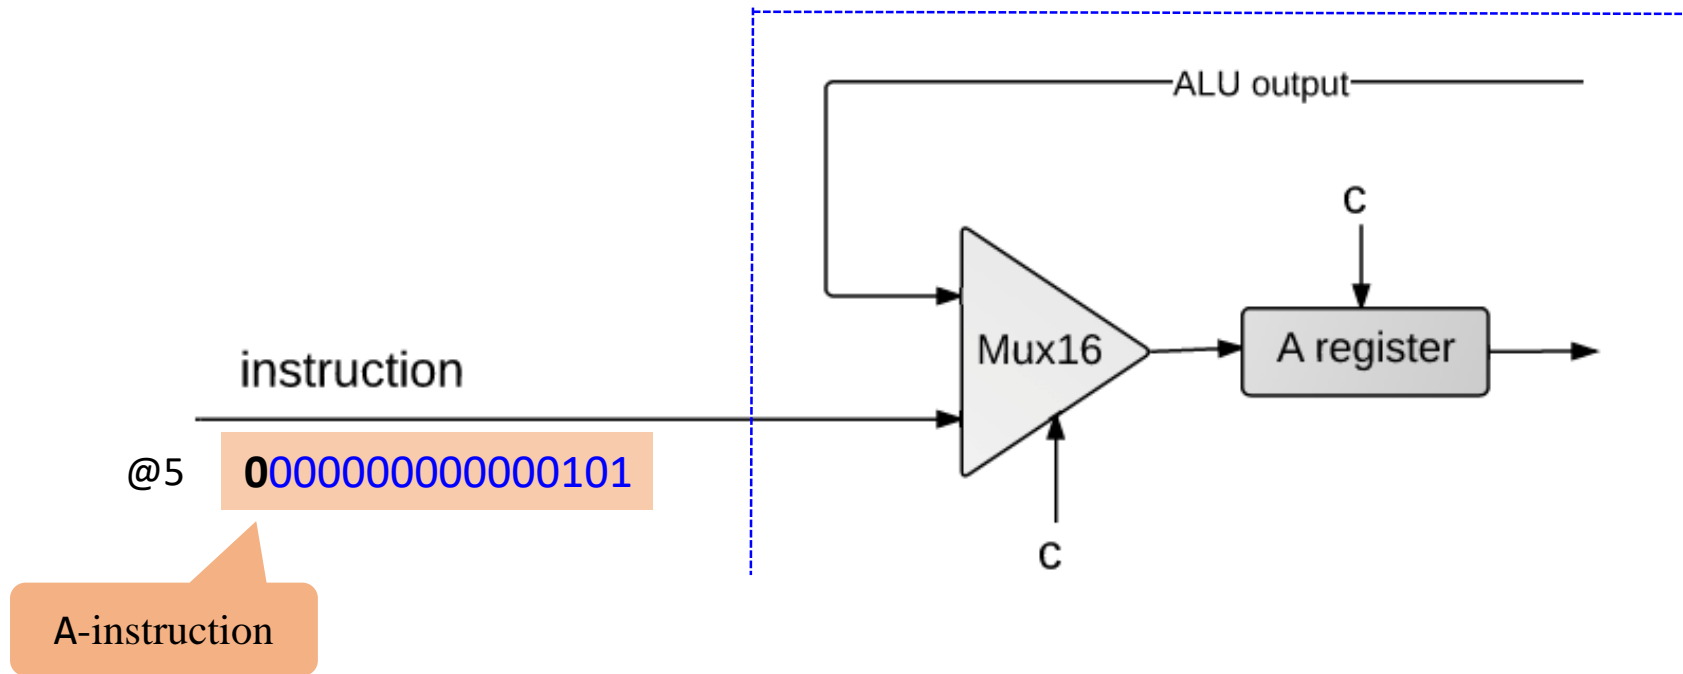 ALU output
c
Mux16
A register
instruction
@5 0000000000000101
c
A-instruction